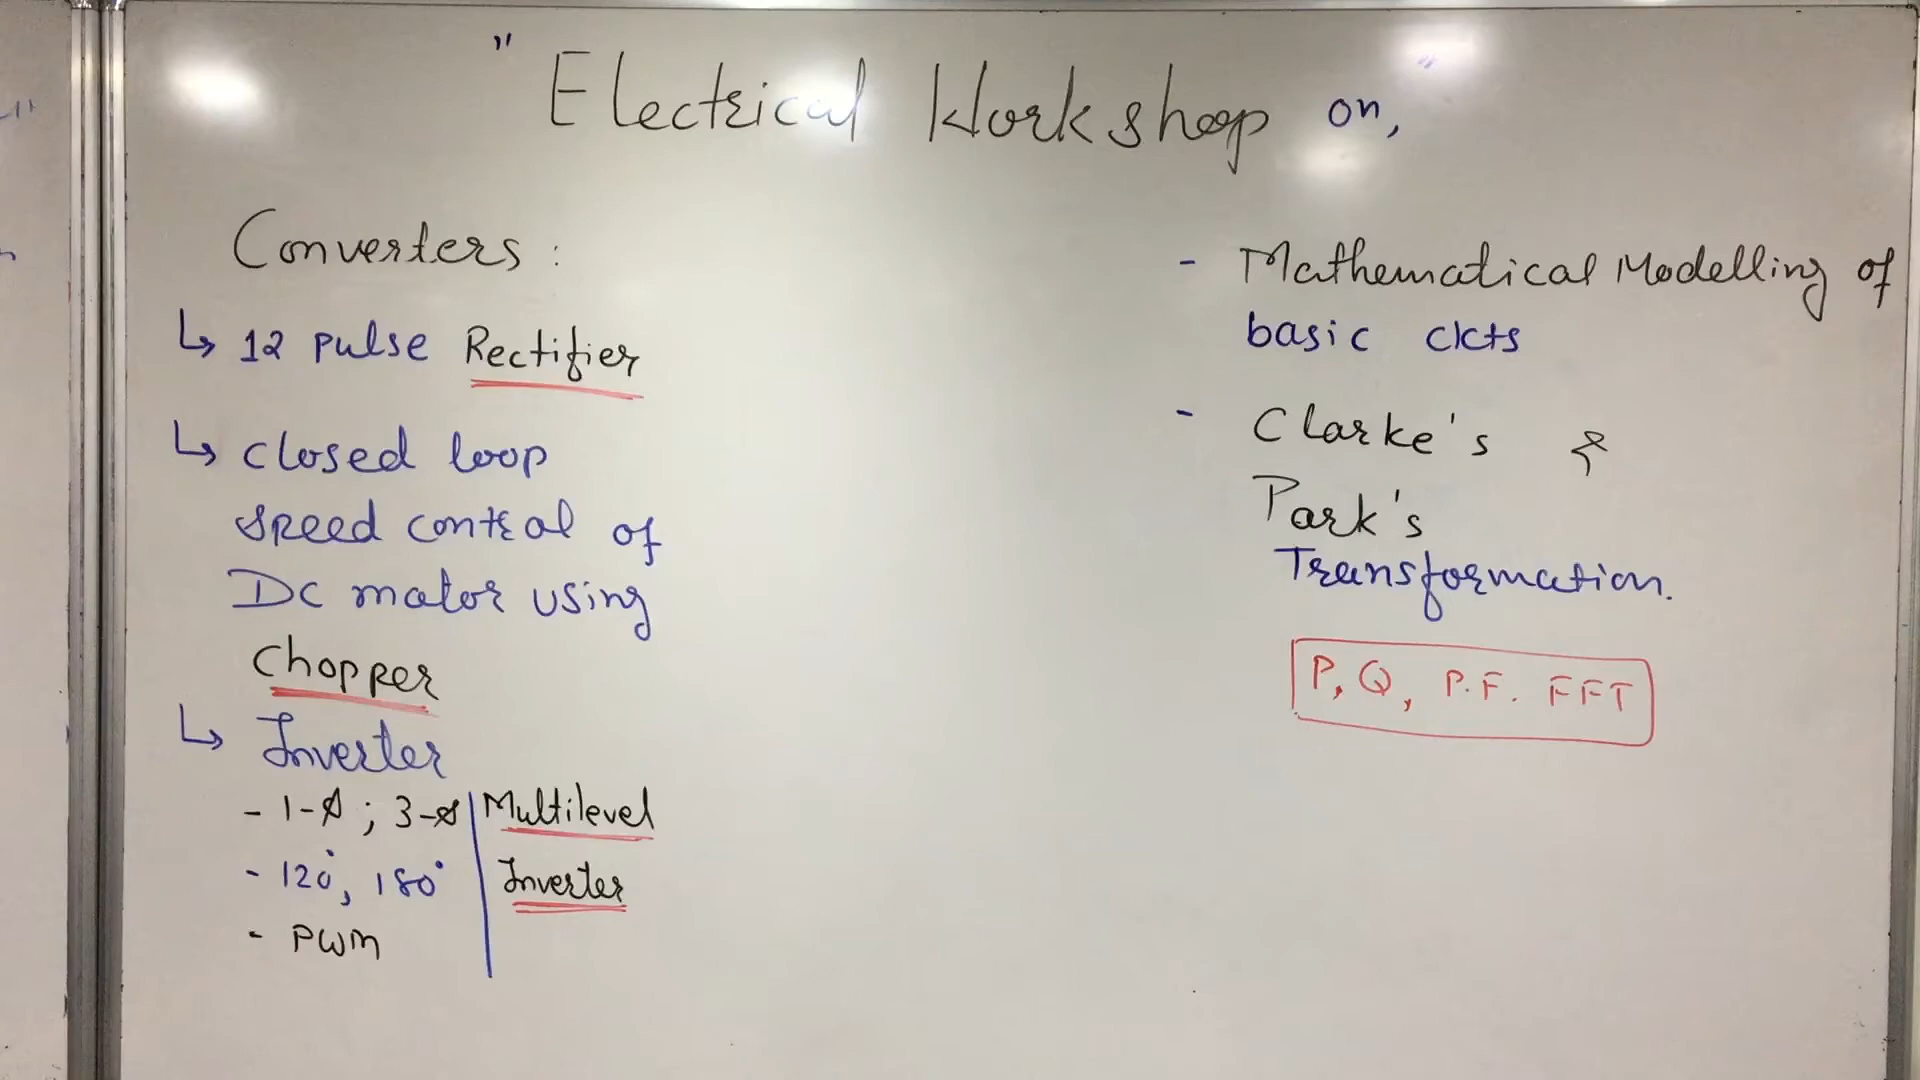 " Electrical Workshop on, "
Converters :
↳ 12 pulse Rectifier
↳ closed loop
speed control of
DC motor using
Chopper
↳ Inverter
- 1-ϕ ; 3-ϕ | Multilevel
- 120°, 180° | Inverter
- PWM
- Mathematical Modelling of
basic ckts
- Clarke's &
Park's
Transformation.
P, Q, P.F. FFT